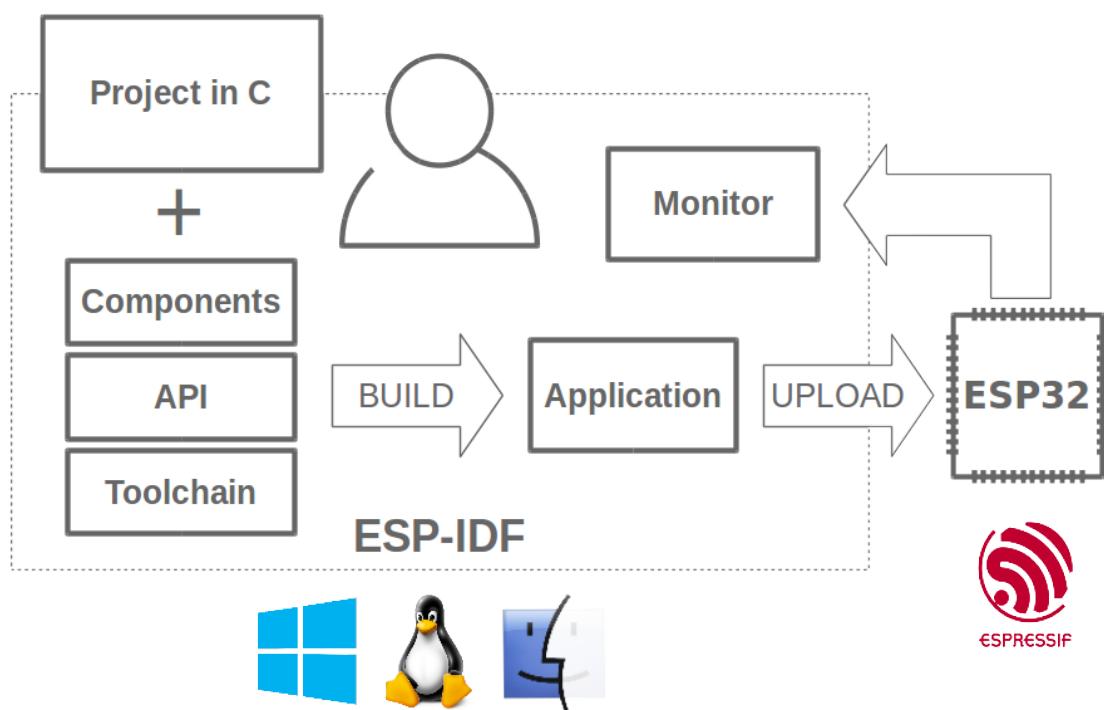 Project in C
+
Components
API
Toolchain
BUILD
Application
UPLOAD
Monitor
ESP32
ESP-IDF
ESPRESSIF